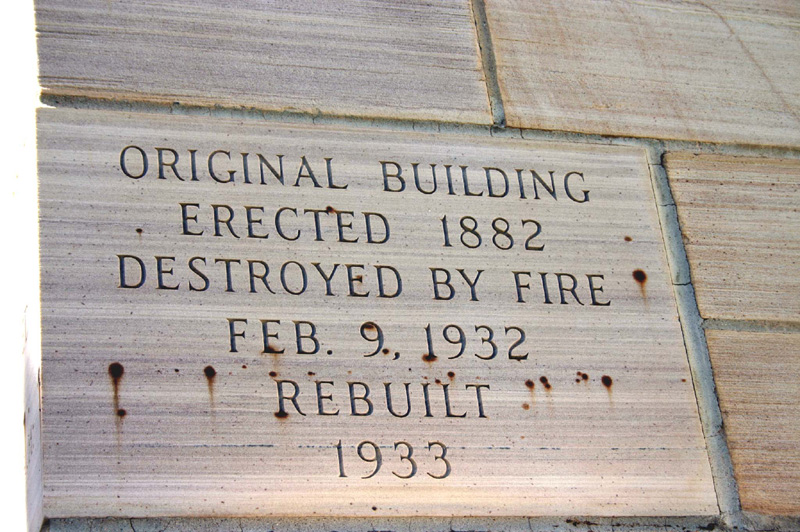 ORIGINAL BUILDING
ERECTED 1882
DESTROYED BY FIRE
FEB. 9., 1932
REBUILT
1933